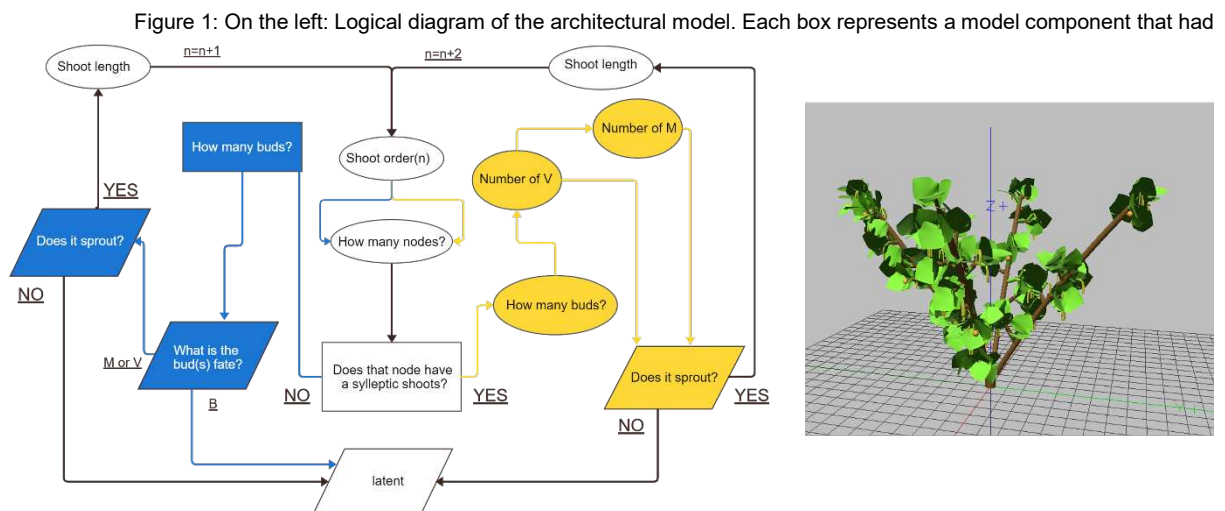 Figure 1: On the left: Logical diagram of the architectural model. Each box represents a model component that had
n=n+1
n=n+2
Shoot length
Shoot length
How many buds?
Shoot order(n)
Number of M
Number of V
YES
Does it sprout?
How many nodes?
NO
How many buds?
M or V
What is the
bud(s) fate?
Does that node have
a sylleptic shoots?
NO
YES
Does it sprout?
YES
B
NO
latent
Z+